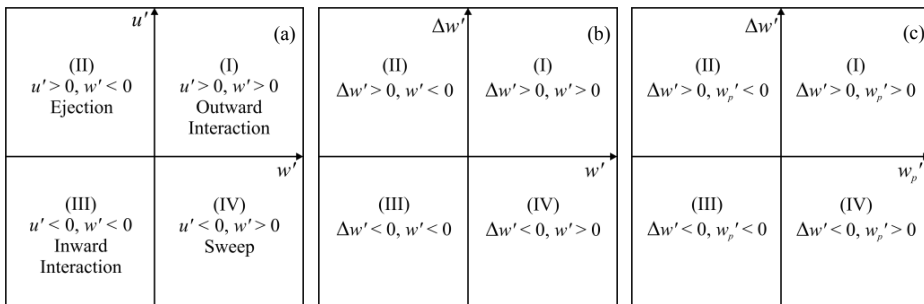 u'
(a)
(II)
u' > 0, w' < 0
Ejection
(I)
u' > 0, w' > 0
Outward
Interaction
w'
(III)
u' < 0, w' < 0
Inward
Interaction
(IV)
u' < 0, w' > 0
Sweep
Δw'
(b)
(II)
Δw' > 0, w' < 0
(I)
Δw' > 0, w' > 0
w'
(III)
Δw' < 0, w' < 0
(IV)
Δw' < 0, w' > 0
Δw'
(c)
(II)
Δw' > 0, wₚ' < 0
(I)
Δw' > 0, wₚ' > 0
wₚ'
(III)
Δw' < 0, wₚ' < 0
(IV)
Δw' < 0, wₚ' > 0